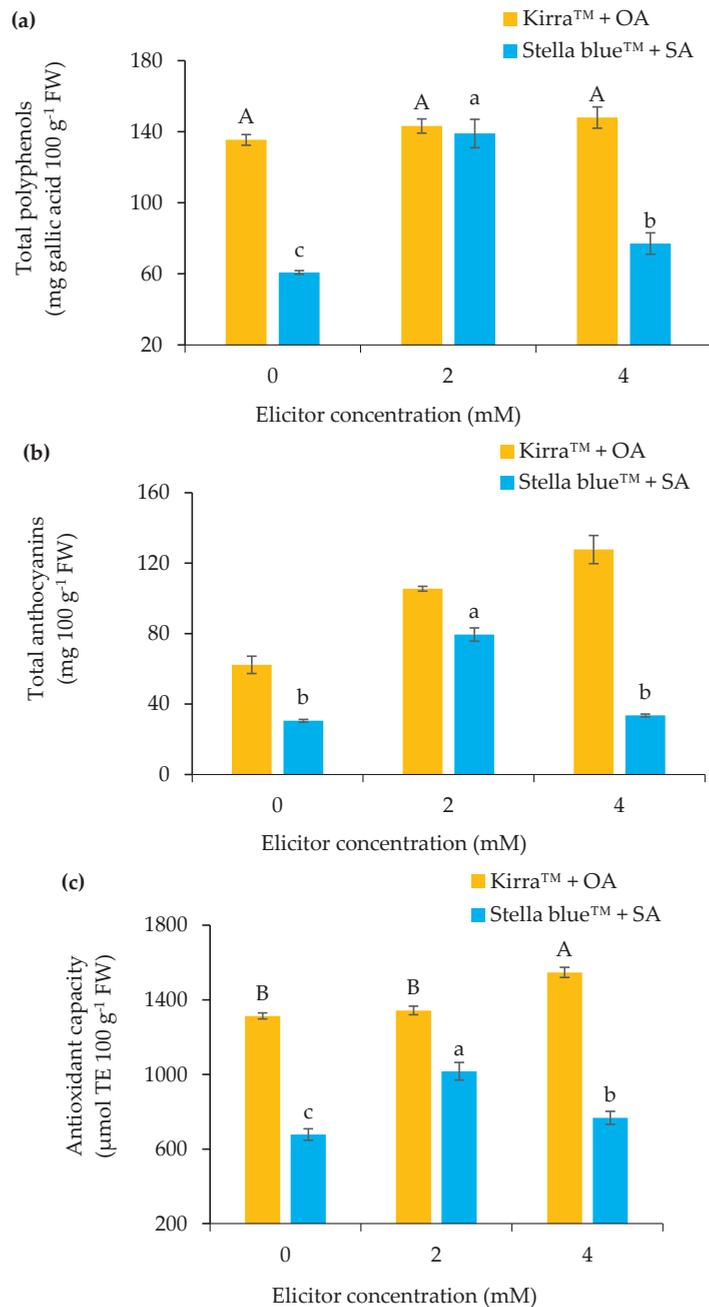 (a)
Kirra™ + OA
Stella blue™ + SA
Total polyphenols
(mg gallic acid 100 g⁻¹ FW)
180
140
100
60
20
A
c
A
a
A
b
0 2 4
Elicitor concentration (mM)
(b)
Kirra™ + OA
Stella blue™ + SA
Total anthocyanins
(mg 100 g⁻¹ FW)
160
120
80
40
0
b
a
b
0 2 4
Elicitor concentration (mM)
(c)
Kirra™ + OA
Stella blue™ + SA
Antioxidant capacity
(µmol TE 100 g⁻¹ FW)
1800
1400
1000
600
200
B
c
B
a
A
b
0 2 4
Elicitor concentration (mM)